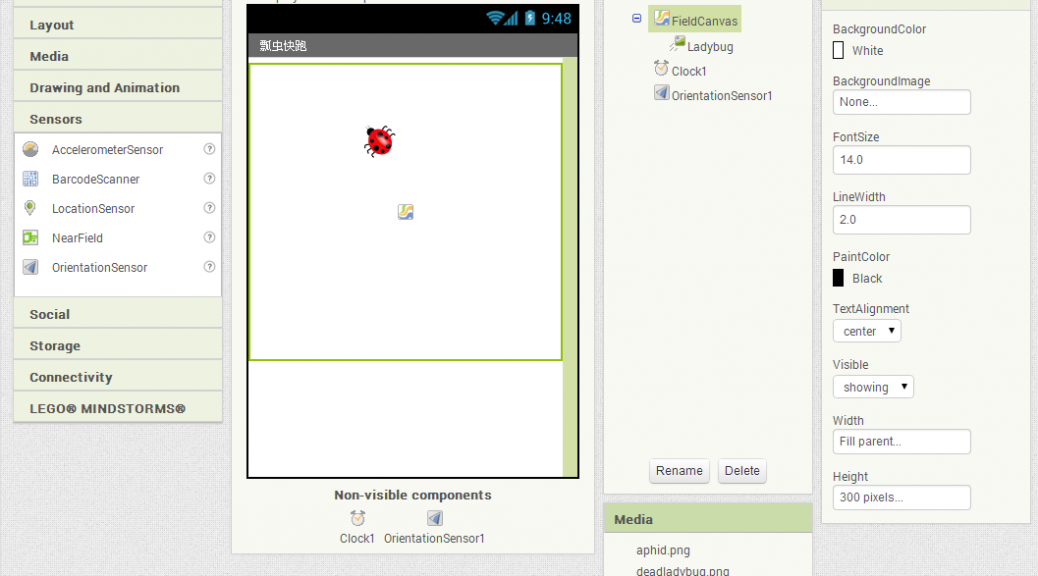 Layout
Media
Drawing and Animation
Sensors
AccelerometerSensor
BarcodeScanner
LocationSensor
NearField
OrientationSensor
Social
Storage
Connectivity
LEGO® MINDSTORMS®
9:48
瓢虫快跑
Non-visible components
Clock1 OrientationSensor1
FieldCanvas
Ladybug
Clock1
OrientationSensor1
Rename Delete
Media
aphid.png
deadladybug.png
BackgroundColor
White
BackgroundImage
None...
FontSize
14.0
LineWidth
2.0
PaintColor
Black
TextAlignment
center
Visible
showing
Width
Fill parent...
Height
300 pixels...